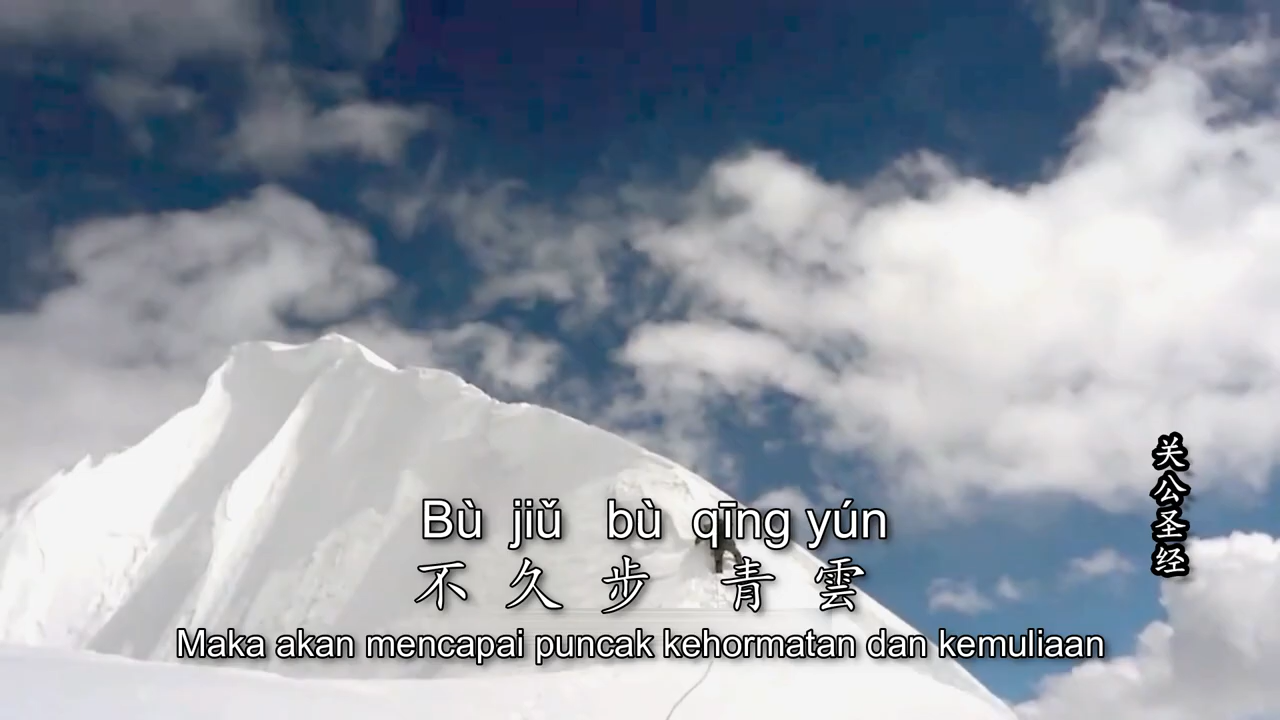 Bù jiǔ bù qīng yún
不久步青雲
Maka akan mencapai puncak kehormatan dan kemuliaan
关公圣经